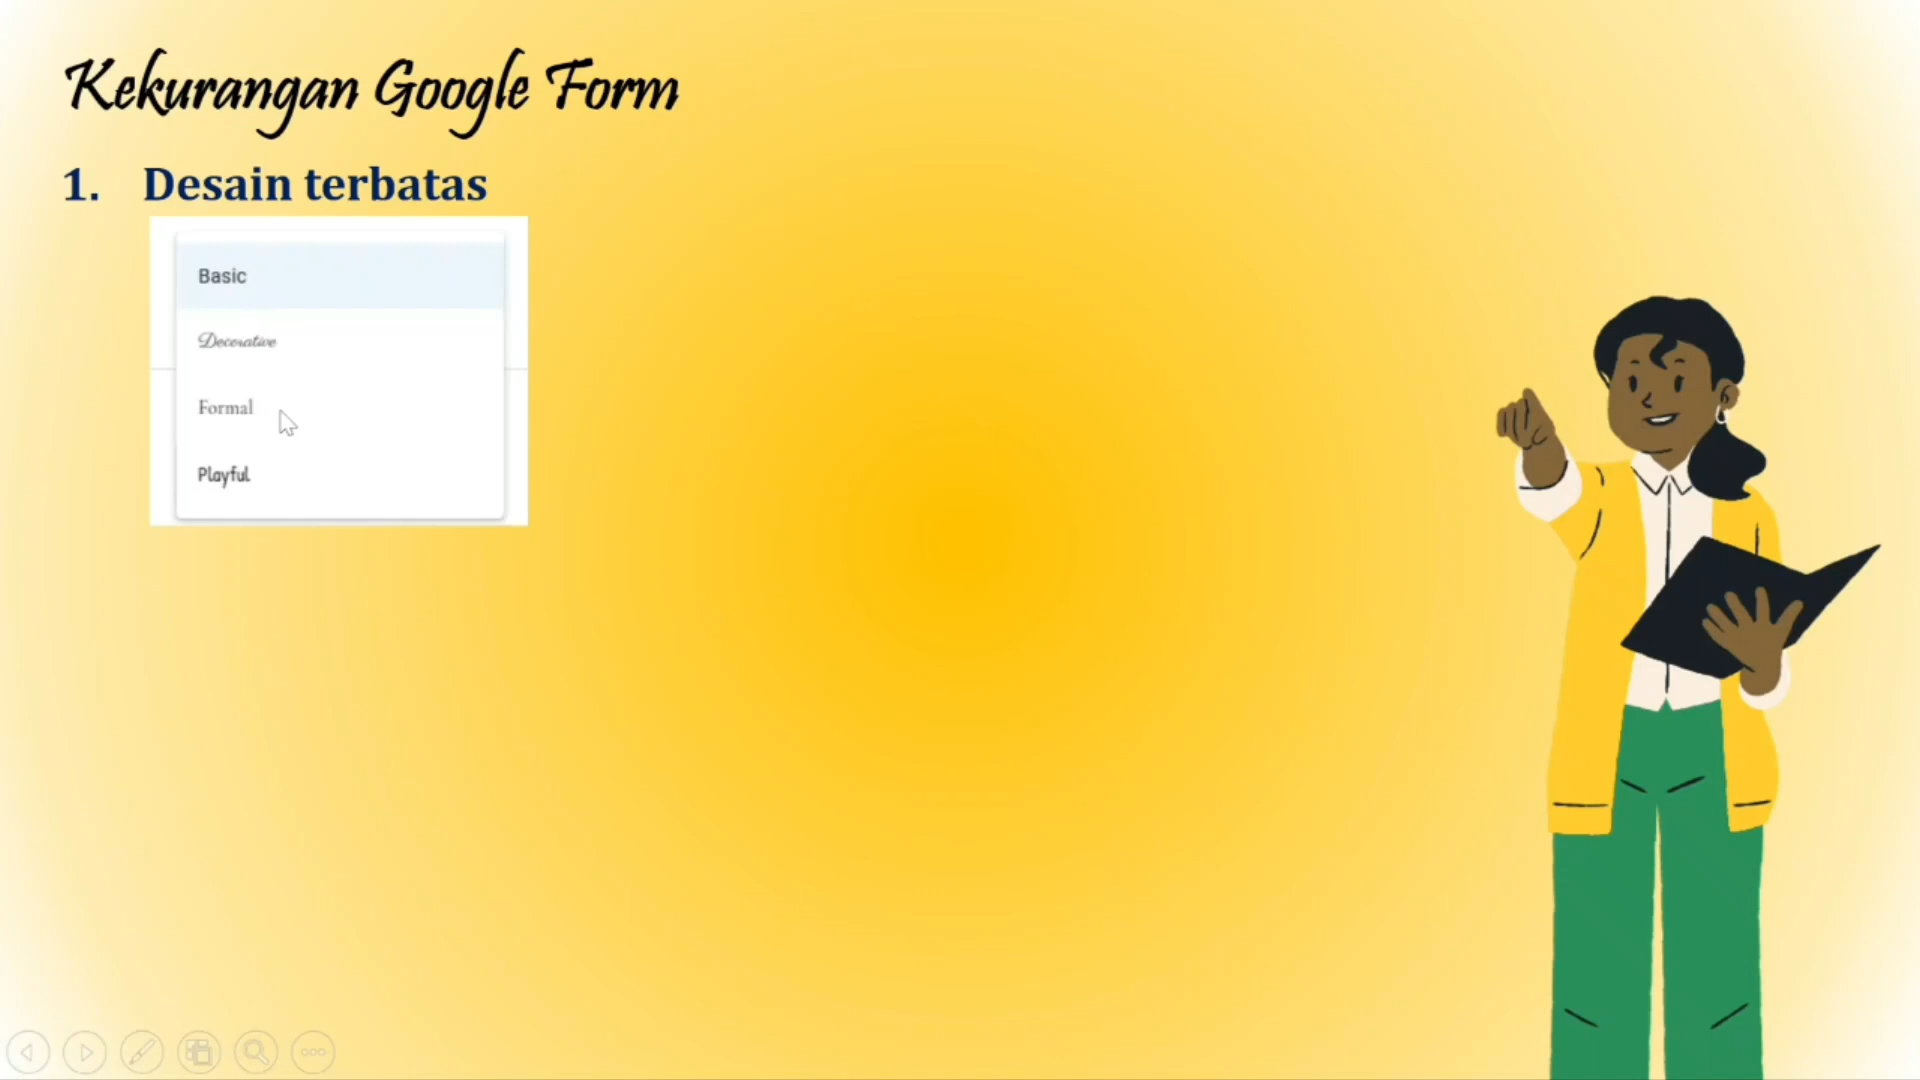 Kekurangan Google Form
1. Desain terbatas
Basic
Decorative
Formal
Playful